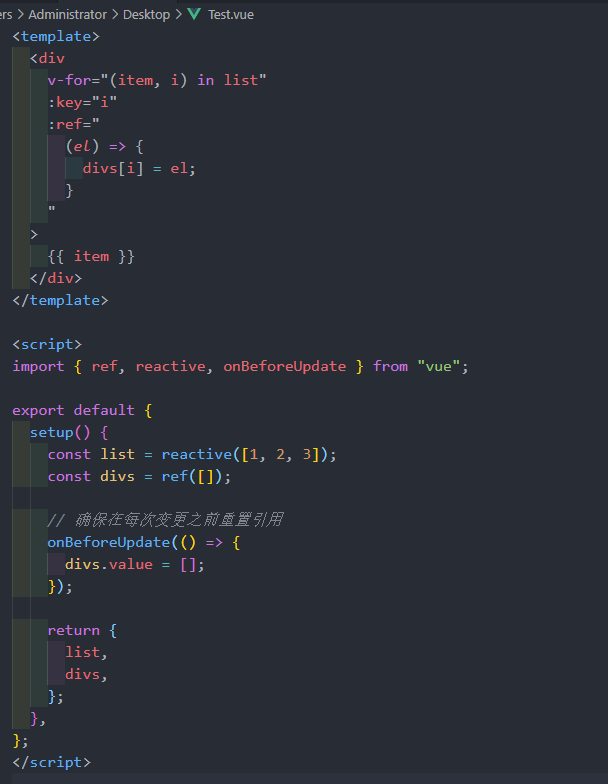 ers > Administrator > Desktop > Test.vue
<template>
  <div
    v-for="(item, i) in list"
    :key="i"
    :ref="
      (el) => {
        divs[i] = el;
      }
    "
  >
    {{ item }}
  </div>
</template>

<script>
import { ref, reactive, onBeforeUpdate } from "vue";

export default {
  setup() {
    const list = reactive([1, 2, 3]);
    const divs = ref([]);

    // 确保在每次变更之前重置引用
    onBeforeUpdate(() => {
      divs.value = [];
    });

    return {
      list,
      divs,
    };
  },
};
</script>